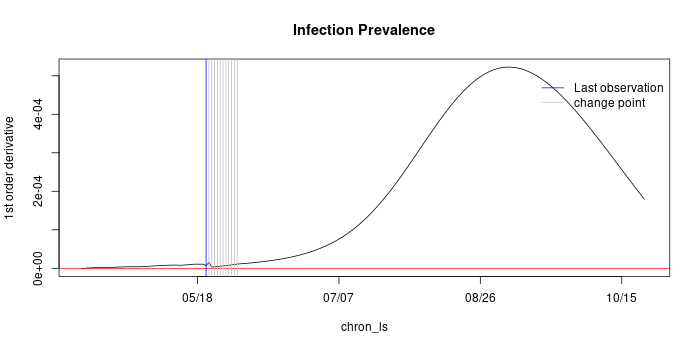 Infection Prevalence
1st order derivative
4e-04
2e-04
0e+00
Last observation
change point
05/18
07/07
08/26
10/15
chron_ls